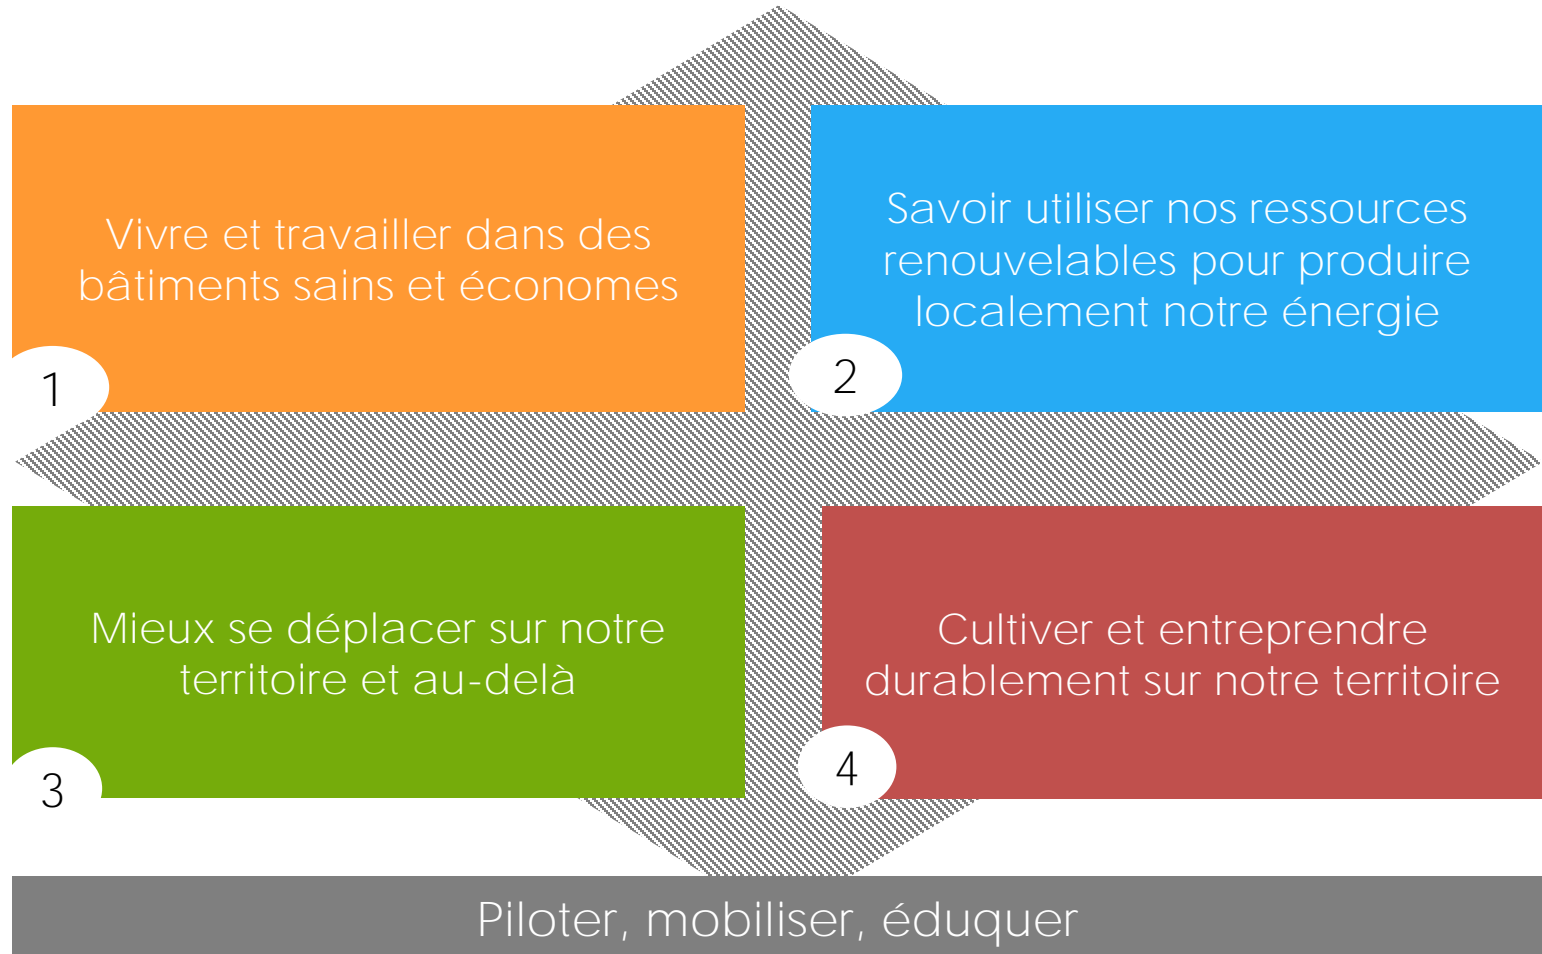 Vivre et travailler dans des
bâtiments sains et économes
1
Savoir utiliser nos ressources
renouvelables pour produire
localement notre énergie
2
Mieux se déplacer sur notre
territoire et au-delà
3
Cultiver et entreprendre
durablement sur notre territoire
4
Piloter, mobiliser, éduquer